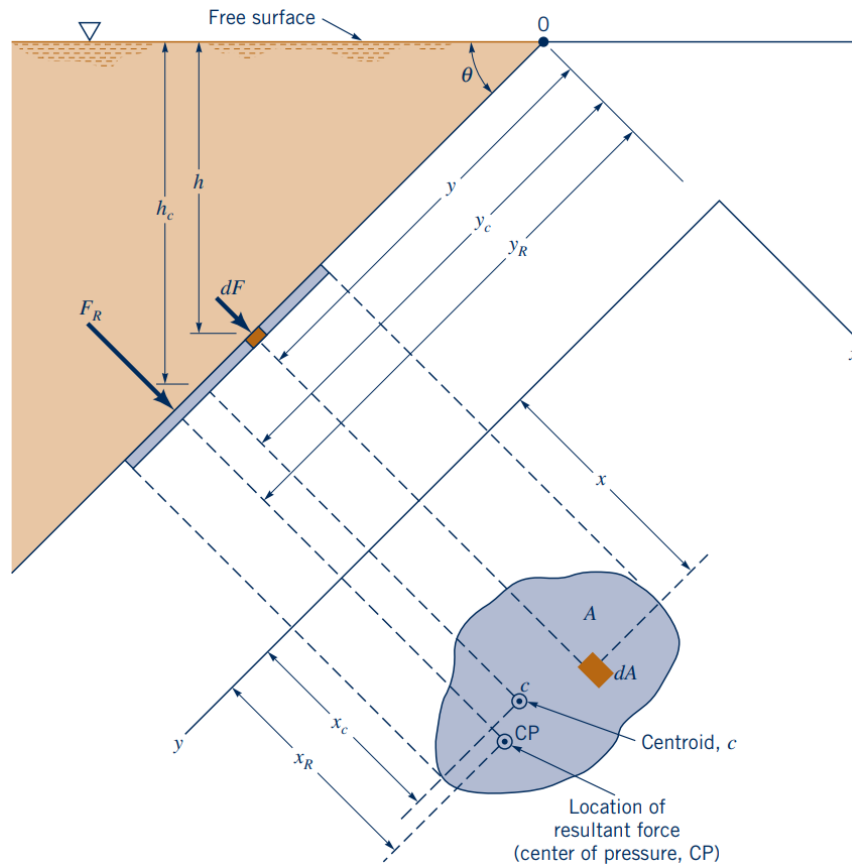 Free surface
0
θ
h
h_c
y
y_c
y_R
dF
F_R
x
A
dA
c
CP
x_c
x_R
y
Centroid, c
Location of
resultant force
(center of pressure, CP)